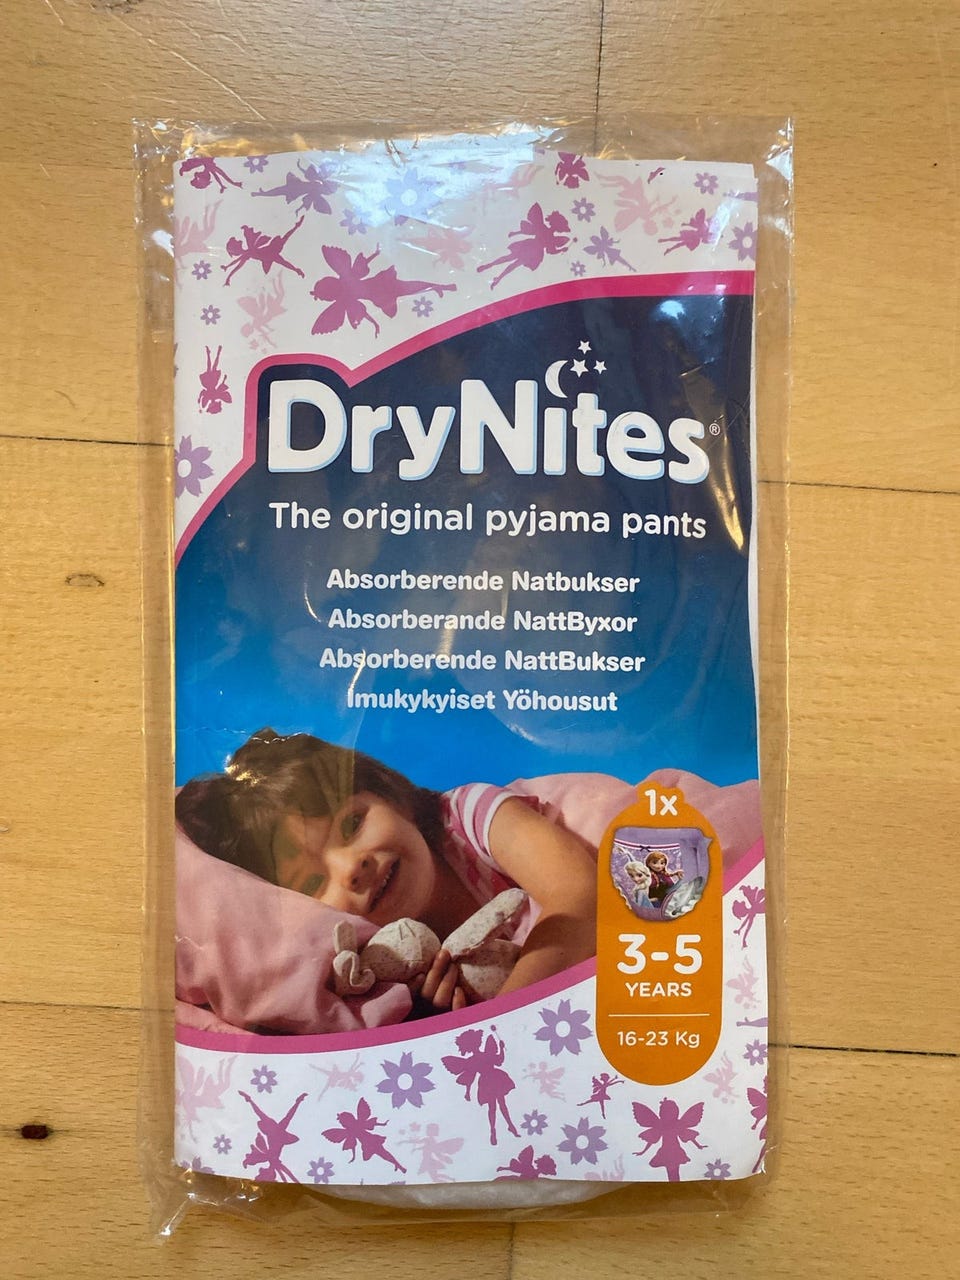 DryNites®
The original pyjama pants
Absorberende Natbukser
Absorberande NattByxor
Absorberende NattBukser
Imukykyiset Yöhousut
1x
3-5
YEARS
16-23 Kg